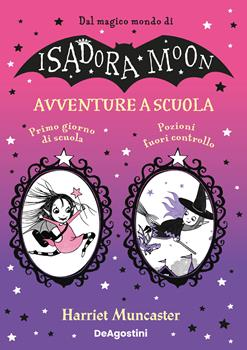 Dal magico mondo di
ISADORA MOON
AVVENTURE A SCUOLA
Primo giorno
di scuola
Pozioni
fuori controllo
Harriet Muncaster
DeAGOSTINI